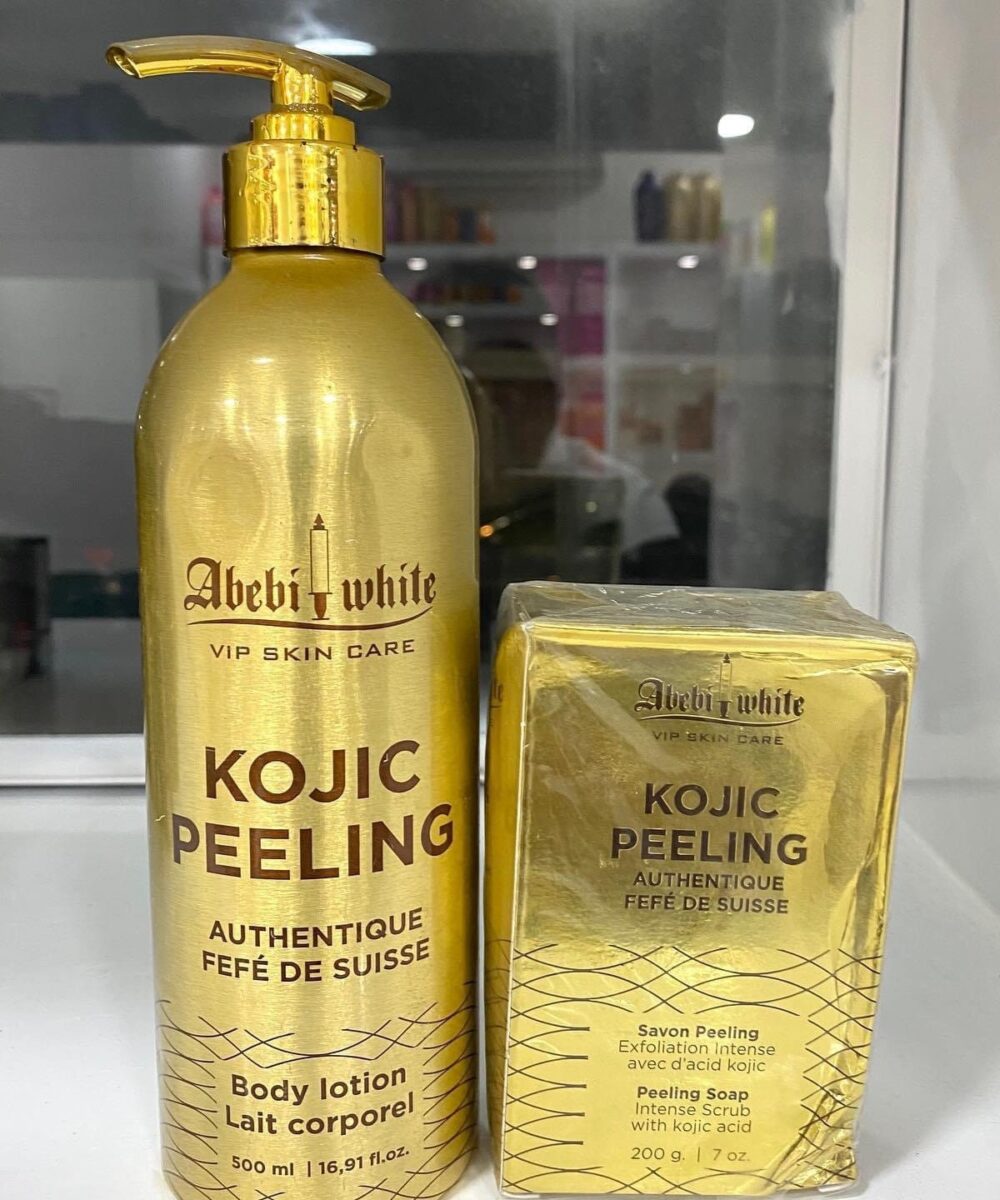 Abebi white
VIP SKIN CARE
KOJIC
PEELING
AUTHENTIQUE
FEFÉ DE SUISSE
Body lotion
Lait corporel
500 ml | 16,91 fl.oz.
Abebi white
VIP SKIN CARE
KOJIC
PEELING
AUTHENTIQUE
FEFÉ DE SUISSE
Savon Peeling
Exfoliation Intense
avec d'acid kojic
Peeling Soap
Intense Scrub
with kojic acid
200 g. | 7 oz.